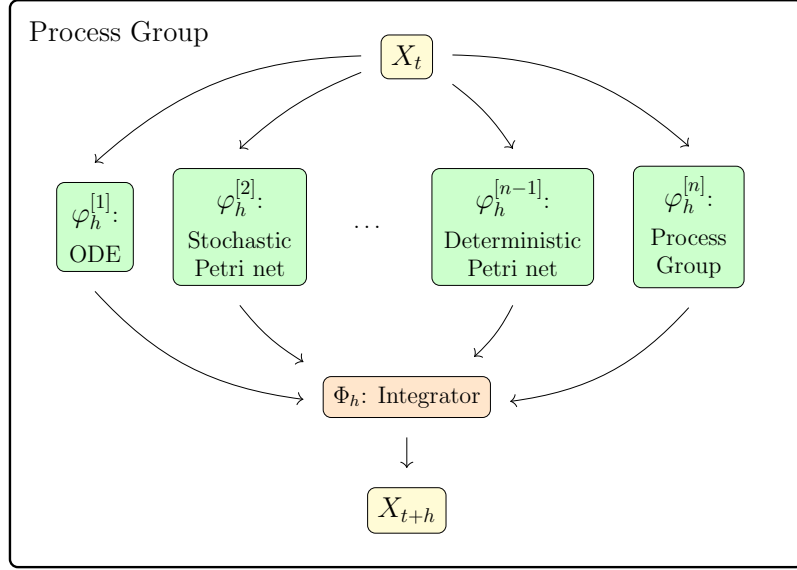 Process Group
X_t
φ_h^{[1]}:
ODE
φ_h^{[2]}:
Stochastic
Petri net
...
φ_h^{[n−1]}:
Deterministic
Petri net
φ_h^{[n]}:
Process
Group
Φ_h: Integrator
X_{t+h}